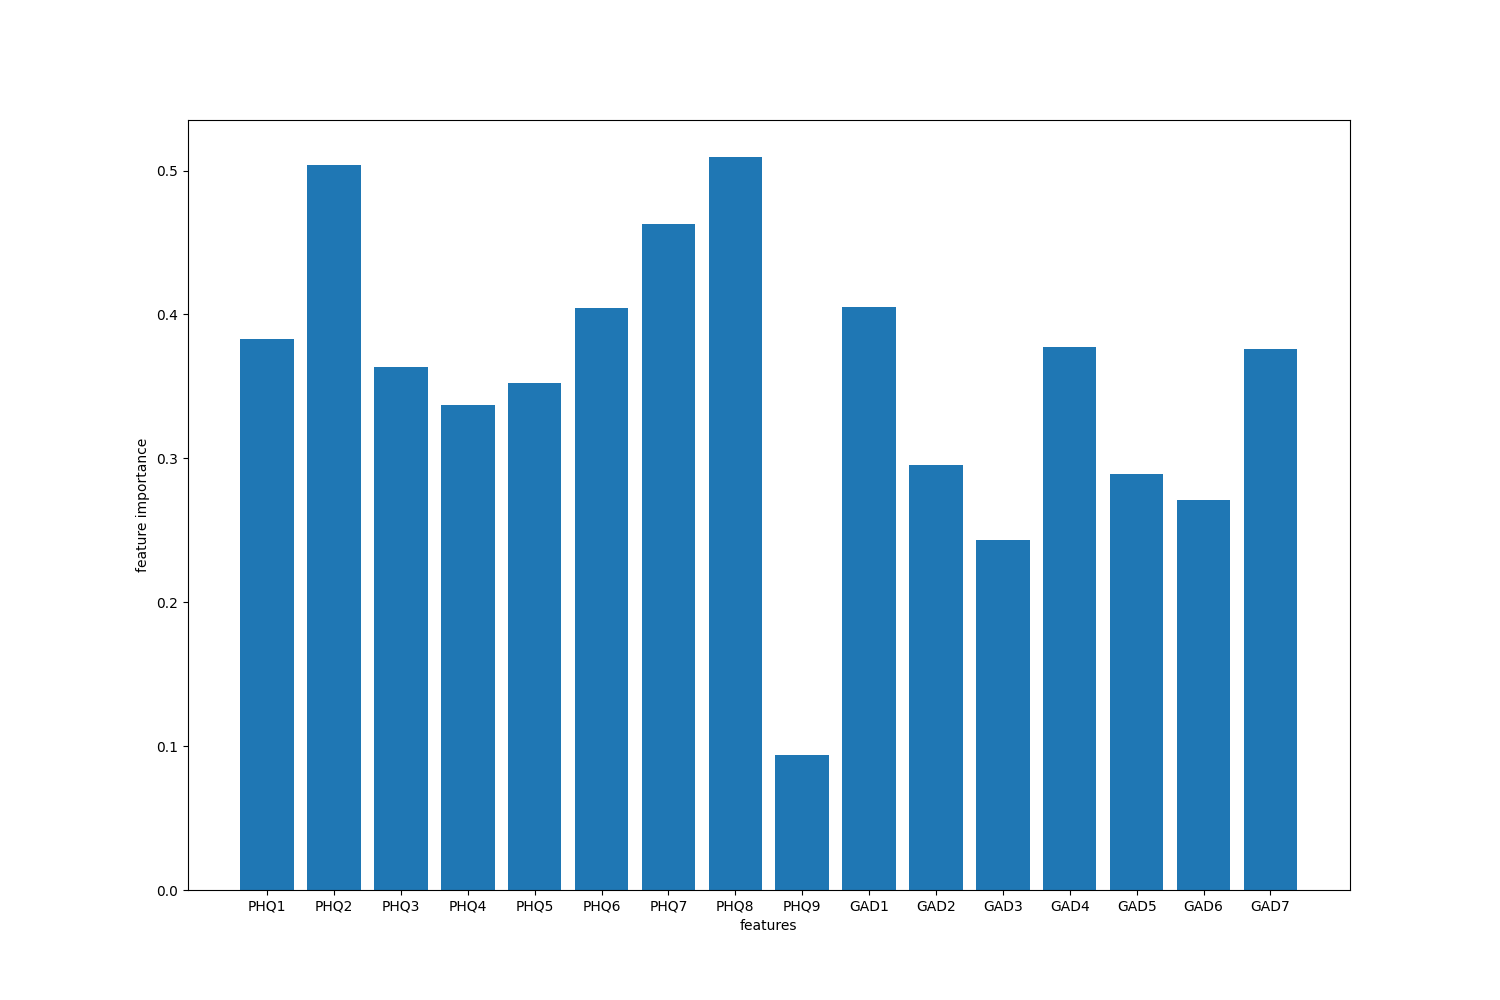 feature importance
0.5
0.4
0.3
0.2
0.1
0.0
PHQ1 PHQ2 PHQ3 PHQ4 PHQ5 PHQ6 PHQ7 PHQ8 PHQ9 GAD1 GAD2 GAD3 GAD4 GAD5 GAD6 GAD7
features